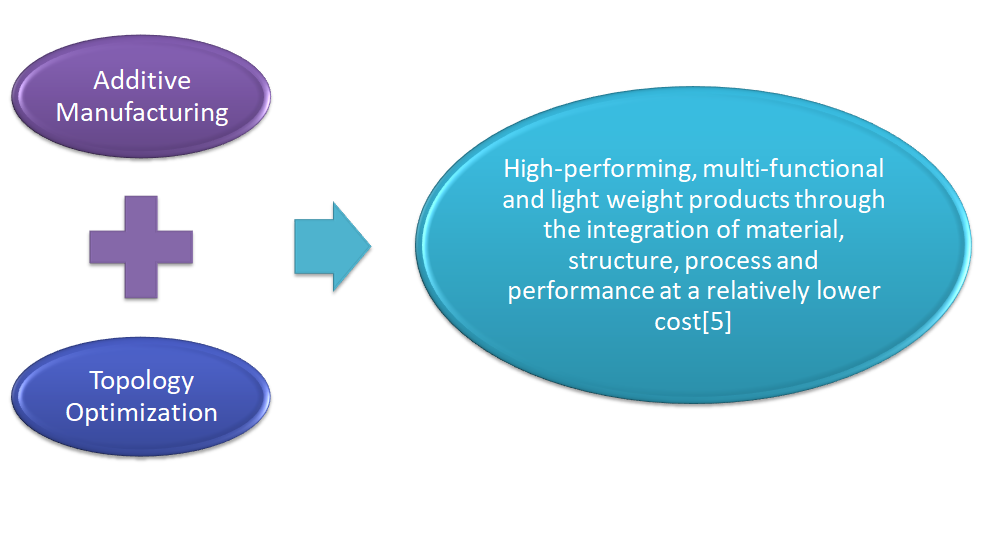 Additive
Manufacturing
Topology
Optimization
High-performing, multi-functional
and light weight products through
the integration of material,
structure, process and
performance at a relatively lower
cost[5]